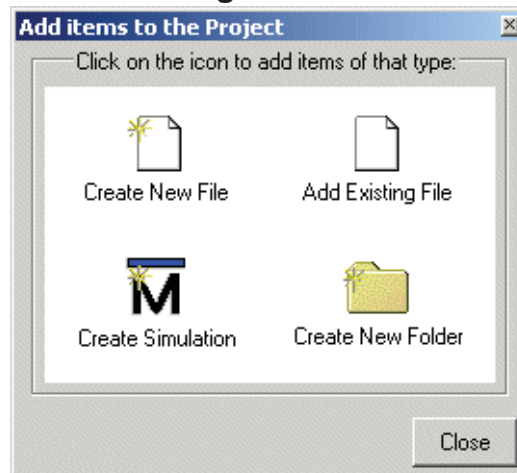 Add items to the Project
Click on the icon to add items of that type:
Create New File
Add Existing File
Create Simulation
Create New Folder
Close